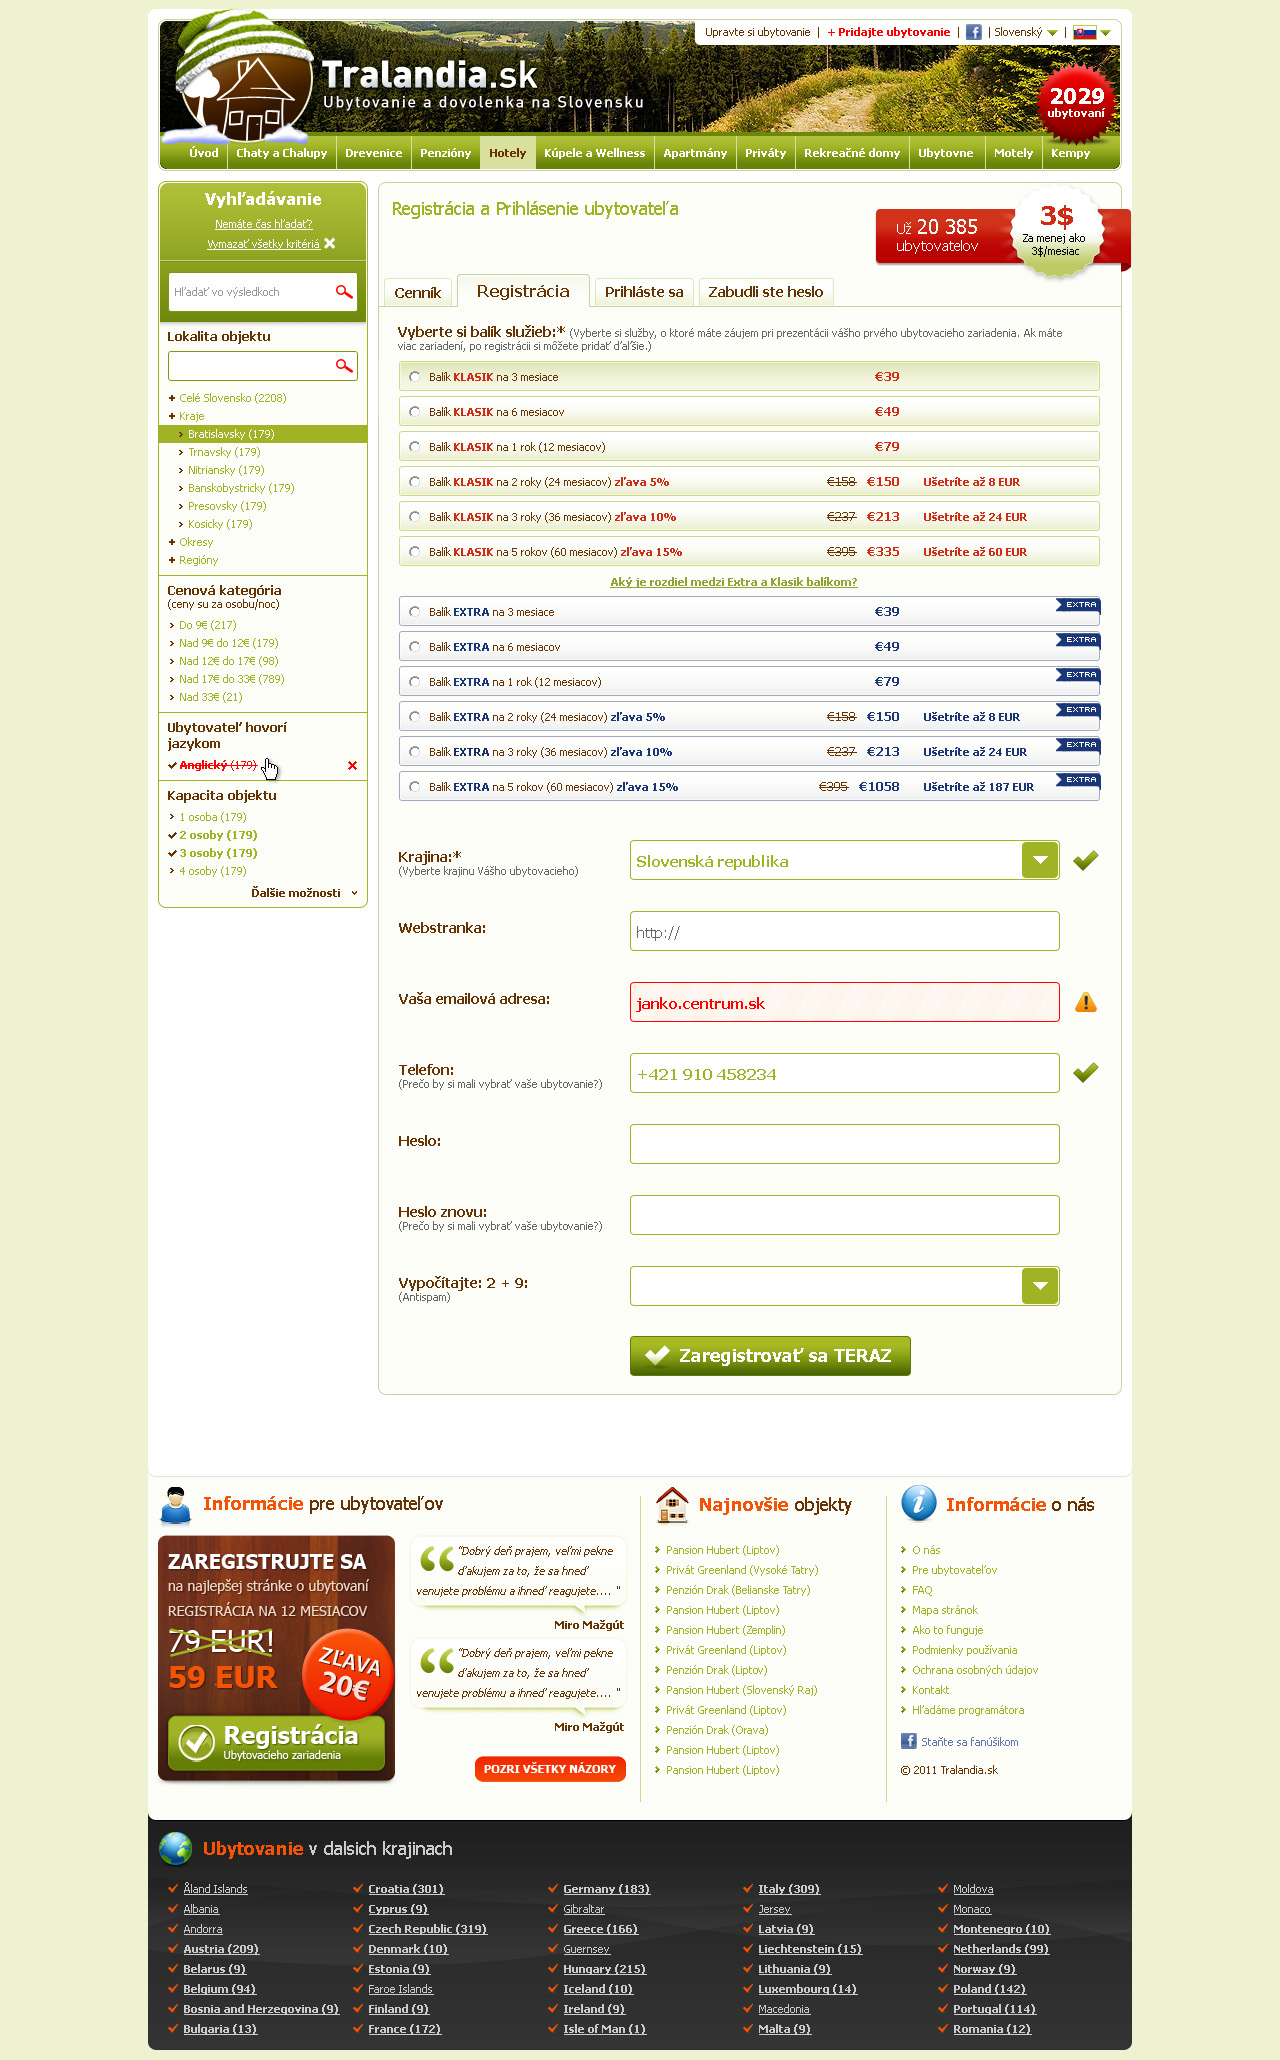 Upravte si ubytovanie | + Pridajte ubytovanie | | Slovenský |
Tralandia.sk
Ubytovanie a dovolenka na Slovensku
2029
ubytovaní
Úvod Chaty a Chalupy Drevenice Penzióny Hotely Kúpele a Wellness Apartmány Priváty Rekreačné domy Ubytovne Motely Kempy
Vyhľadávanie
Nemáte čas hľadať?
Vymazať všetky kritériá
Hľadať vo výsledkoch
Lokalita objektu
Celé Slovensko (2208)
Kraje
Bratislavsky (179)
Trnavsky (179)
Nitriansky (179)
Banskobystricky (179)
Presovsky (179)
Kosicky (179)
Okresy
Regióny
Cenová kategória
(ceny su za osobu/noc)
Do 9€ (217)
Nad 9€ do 12€ (179)
Nad 12€ do 17€ (98)
Nad 17€ do 33€ (789)
Nad 33€ (21)
Ubytovateľ hovorí
jazykom
Anglický (179)
Kapacita objektu
1 osoba (179)
2 osoby (179)
3 osoby (179)
4 osoby (179)
Ďalšie možnosti
Registrácia a Prihlásenie ubytovateľa
Už 20 385
ubytovatelov
3$
Za menej ako
3$/mesiac
Cenník Registrácia Prihláste sa Zabudli ste heslo
Vyberte si balík služieb:* (Vyberte si služby, o ktoré máte záujem pri prezentácii vášho prvého ubytovacieho zariadenia. Ak máte
viac zariadení, po registrácii si môžete pridať ďaľšie.)
Balík KLASIK na 3 mesiace €39
Balík KLASIK na 6 mesiacov €49
Balík KLASIK na 1 rok (12 mesiacov) €79
Balík KLASIK na 2 roky (24 mesiacov) zľava 5% €158 €150 Ušetríte až 8 EUR
Balík KLASIK na 3 roky (36 mesiacov) zľava 10% €237 €213 Ušetríte až 24 EUR
Balík KLASIK na 5 rokov (60 mesiacov) zľava 15% €395 €335 Ušetríte až 60 EUR
Aký je rozdiel medzi Extra a Klasik balíkom?
Balík EXTRA na 3 mesiace €39 EXTRA
Balík EXTRA na 6 mesiacov €49 EXTRA
Balík EXTRA na 1 rok (12 mesiacov) €79 EXTRA
Balík EXTRA na 2 roky (24 mesiacov) zľava 5% €158 €150 Ušetríte až 8 EUR EXTRA
Balík EXTRA na 3 roky (36 mesiacov) zľava 10% €237 €213 Ušetríte až 24 EUR EXTRA
Balík EXTRA na 5 rokov (60 mesiacov) zľava 15% €395 €1058 Ušetríte až 187 EUR EXTRA
Krajina:*
(Vyberte krajinu Vášho ubytovacieho)
Slovenská republika
Webstranka:
http://
Vaša emailová adresa:
janko.centrum.sk
Telefon:
(Prečo by si mali vybrať vaše ubytovanie?)
+421 910 458234
Heslo:
Heslo znovu:
(Prečo by si mali vybrať vaše ubytovanie?)
Vypočítajte: 2 + 9:
(Antispam)
Zaregistrovať sa TERAZ
Informácie pre ubytovateľov
ZAREGISTRUJTE SA
na najlepšej stránke o ubytovaní
REGISTRÁCIA NA 12 MESIACOV
79 EUR!
59 EUR
ZĽAVA
20€
Registrácia
Ubytovacieho zariadenia
"Dobrý deň prajem, veľmi pekne
ďakujem za to, že sa hneď
venujete problému a ihneď reagujete.... "
Miro Mažgút
"Dobrý deň prajem, veľmi pekne
ďakujem za to, že sa hneď
venujete problému a ihneď reagujete.... "
Miro Mažgút
POZRI VŠETKY NÁZORY
Najnovšie objekty
Pansion Hubert (Liptov)
Privát Greenland (Vysoké Tatry)
Penzión Drak (Belianske Tatry)
Pansion Hubert (Liptov)
Pansion Hubert (Zemplin)
Privát Greenland (Liptov)
Penzión Drak (Liptov)
Pansion Hubert (Slovenský Raj)
Privát Greenland (Liptov)
Penzión Drak (Orava)
Pansion Hubert (Liptov)
Pansion Hubert (Liptov)
Informácie o nás
O nás
Pre ubytovateľov
FAQ
Mapa stránok
Ako to funguje
Podmienky používania
Ochrana osobných údajov
Kontakt
Hľadáme programátora
Staňte sa fanúšikom
© 2011 Tralandia.sk
Ubytovanie v dalsich krajinach
Åland Islands
Albania
Andorra
Austria (209)
Belarus (9)
Belgium (94)
Bosnia and Herzegovina (9)
Bulgaria (13)
Croatia (301)
Cyprus (9)
Czech Republic (319)
Denmark (10)
Estonia (9)
Faroe Islands
Finland (9)
France (172)
Germany (183)
Gibraltar
Greece (166)
Guernsey
Hungary (215)
Iceland (10)
Ireland (9)
Isle of Man (1)
Italy (309)
Jersey
Latvia (9)
Liechtenstein (15)
Lithuania (9)
Luxembourg (14)
Macedonia
Malta (9)
Moldova
Monaco
Montenegro (10)
Netherlands (99)
Norway (9)
Poland (142)
Portugal (114)
Romania (12)